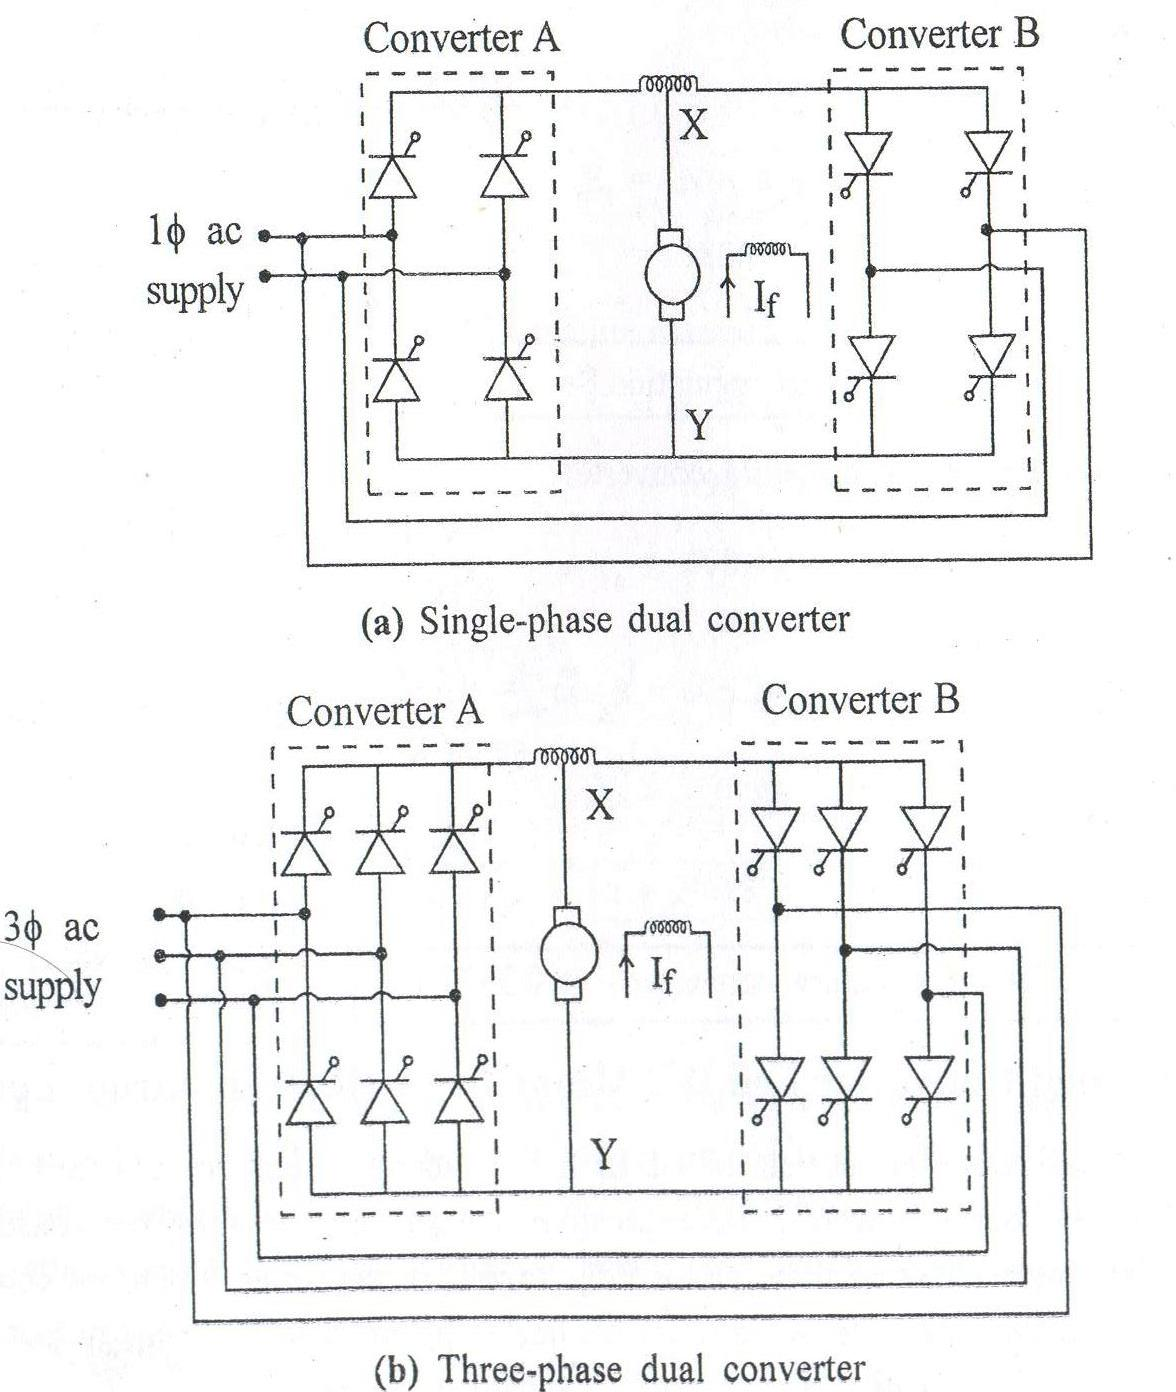 Converter A
Converter B
X
1ϕ ac
supply
I_f
Y
(a) Single-phase dual converter
Converter A
Converter B
X
3ϕ ac
supply
I_f
Y
(b) Three-phase dual converter